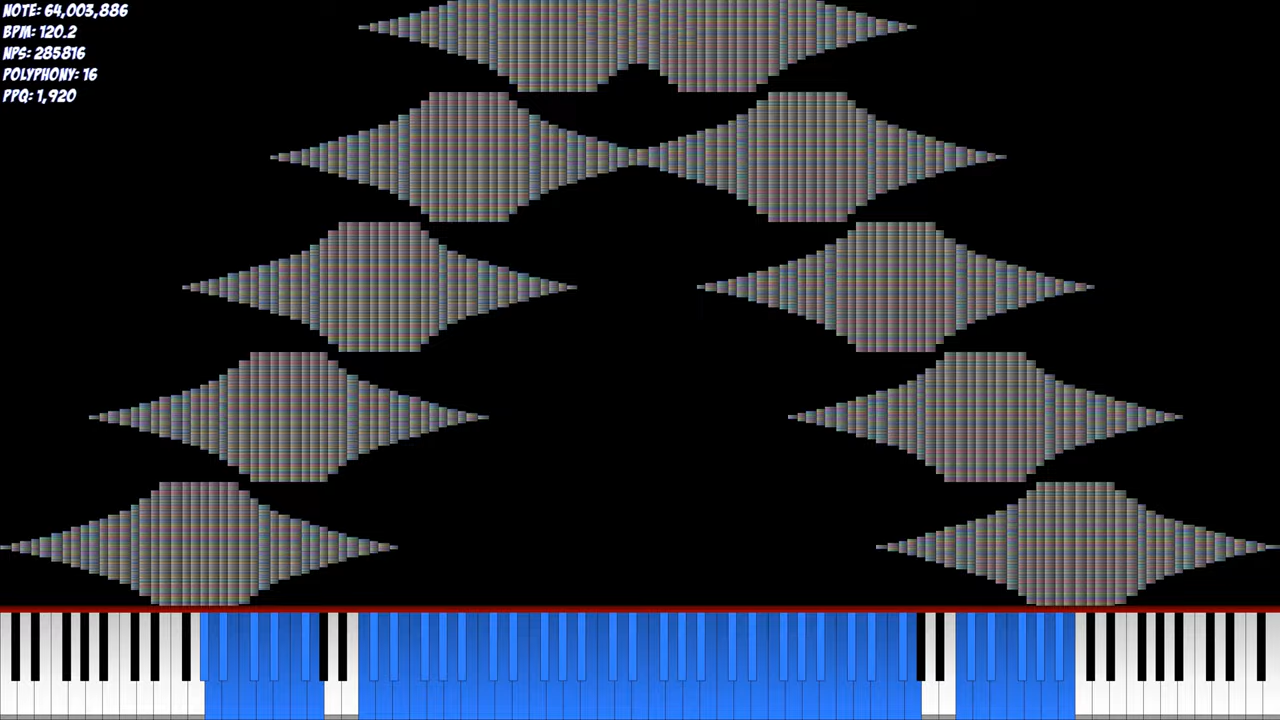 NOTE: 64,003,886
BPM: 120.2
NPS: 285816
POLYPHONY: 16
PPQ: 1,920